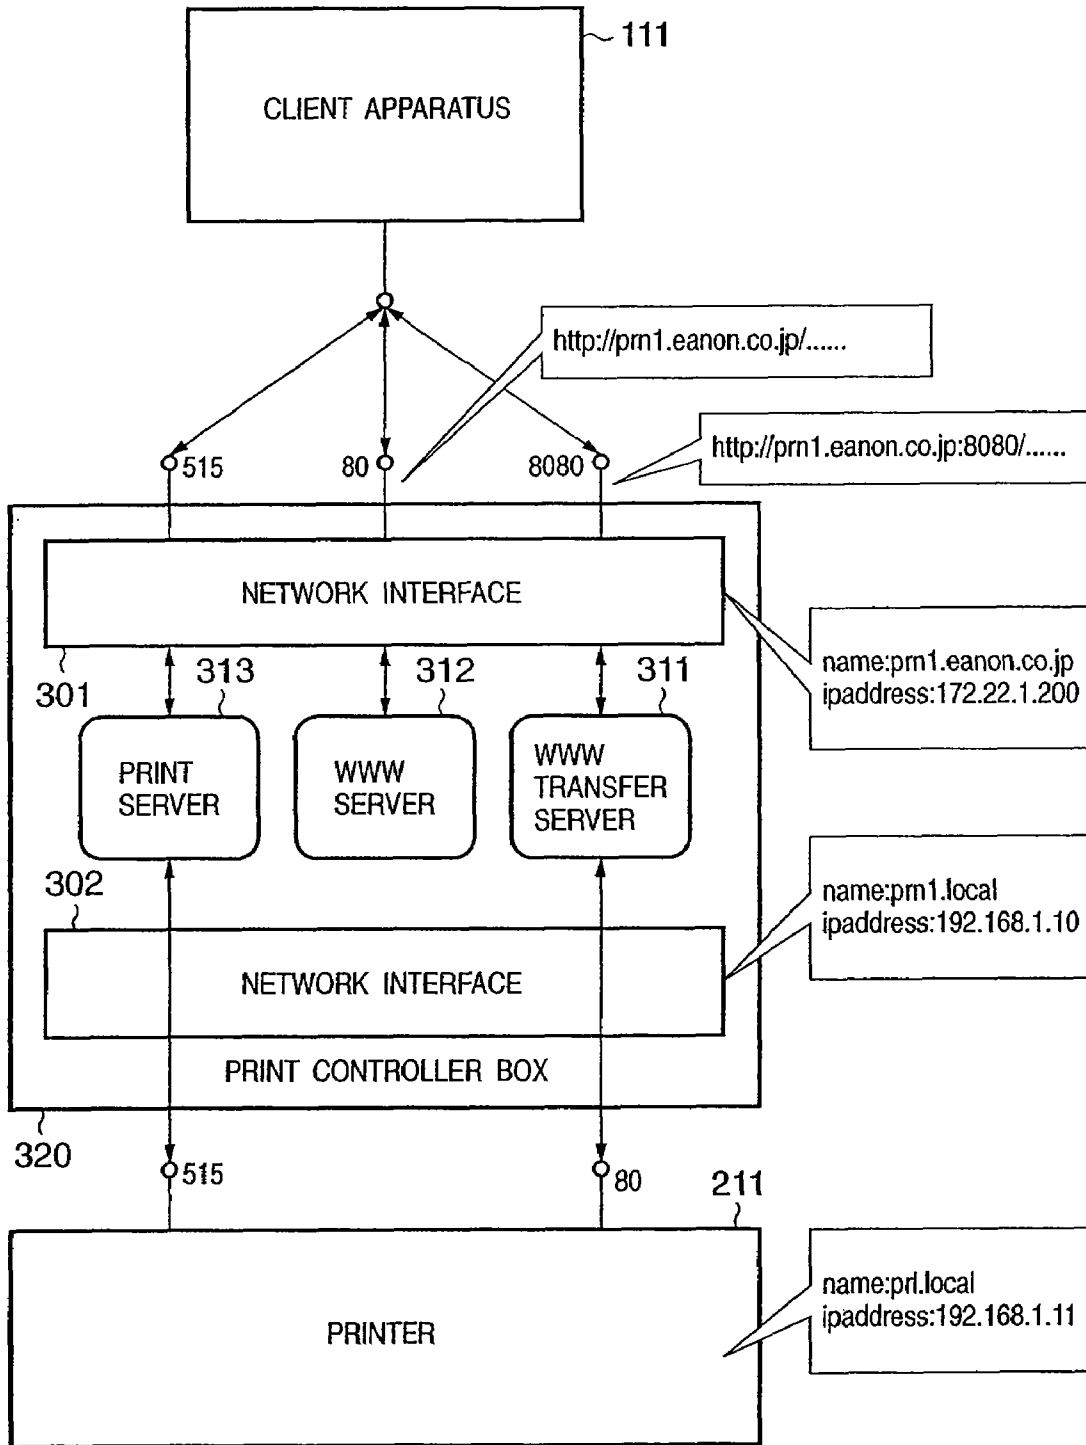 111
CLIENT APPARATUS
http://prn1.eanon.co.jp/......
http://prn1.eanon.co.jp:8080/......
515
80
8080
NETWORK INTERFACE
name:prn1.eanon.co.jp
ipaddress:172.22.1.200
301
313
312
311
PRINT
SERVER
WWW
SERVER
WWW
TRANSFER
SERVER
302
name:prn1.local
ipaddress:192.168.1.10
NETWORK INTERFACE
PRINT CONTROLLER BOX
320
515
80
211
name:prl.local
ipaddress:192.168.1.11
PRINTER